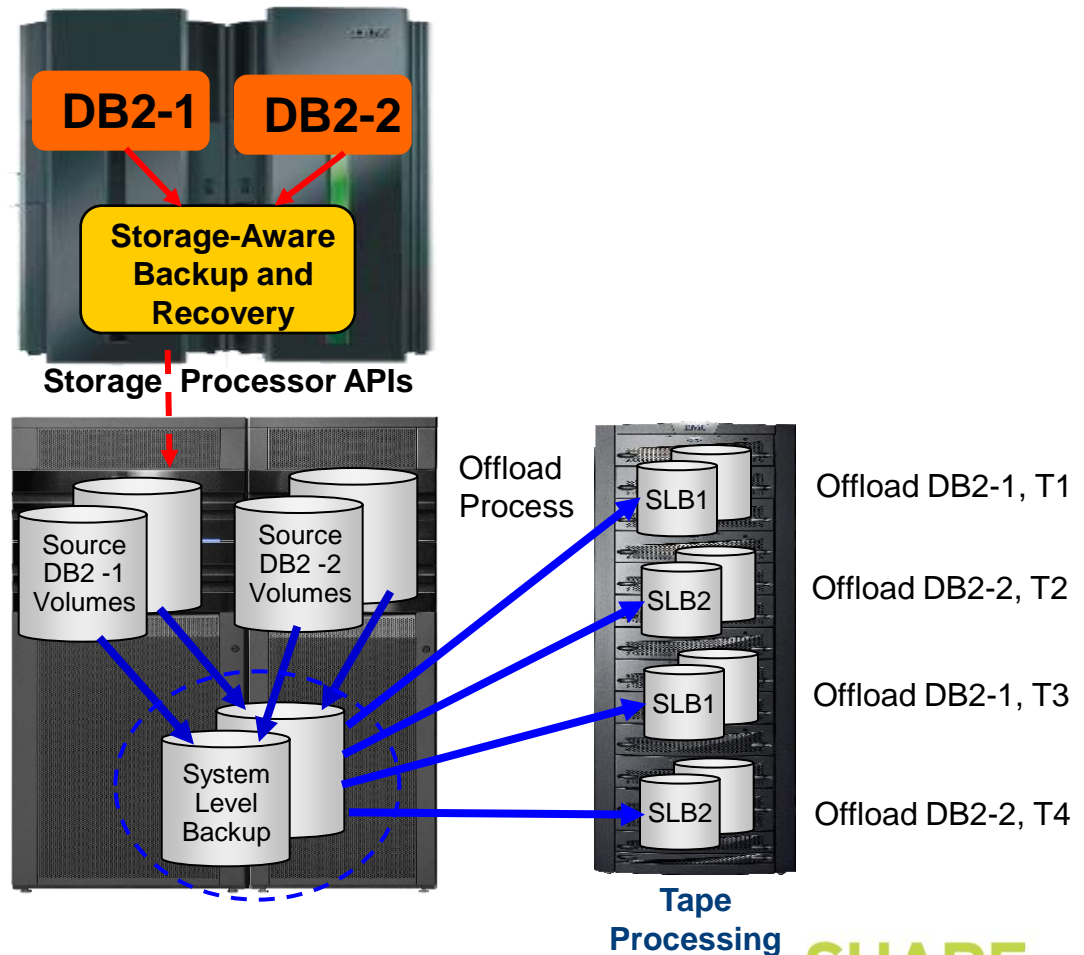 DB2-1
DB2-2
Storage-Aware
Backup and
Recovery
Storage Processor APIs
Source
DB2 -1
Volumes
Source
DB2 -2
Volumes
System
Level
Backup
Offload
Process
EMC
SLB1
Offload DB2-1, T1
SLB2
Offload DB2-2, T2
SLB1
Offload DB2-1, T3
SLB2
Offload DB2-2, T4
Tape
Processing